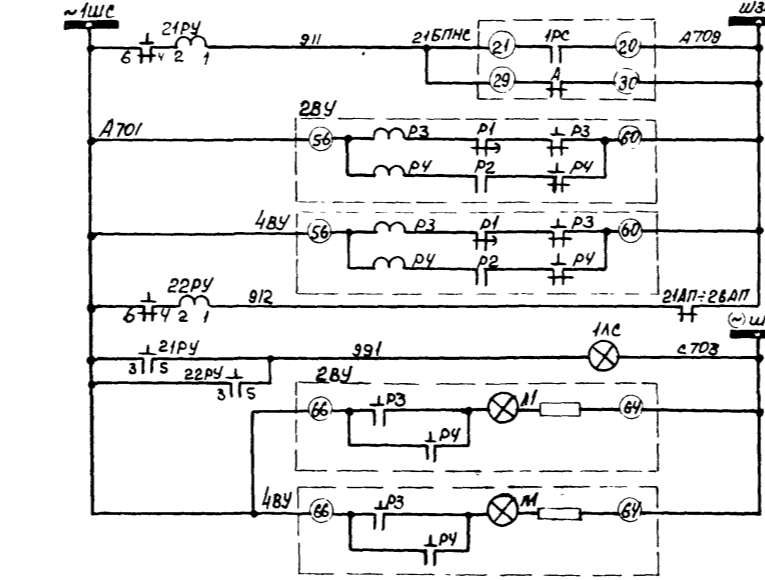 ~1ШС ШЗ
21РУ 911 21БПНС 21 1РС 20 А709
6 4 2 1
29 А 30
2ВУ
А701 56 Р3 Р1 Р3 60
Р4 Р2 Р4
4ВУ 56 Р3 Р1 Р3 60
Р4 Р2 Р4
22РУ 912 21АП÷26АП
6 4 2 1
(~) Ш
21РУ 991 1ЛС С703
3 5
22РУ
3 5
2ВУ
66 Р3 Л1 64
Р4
4ВУ 66 Р3 Л1 64
Р4